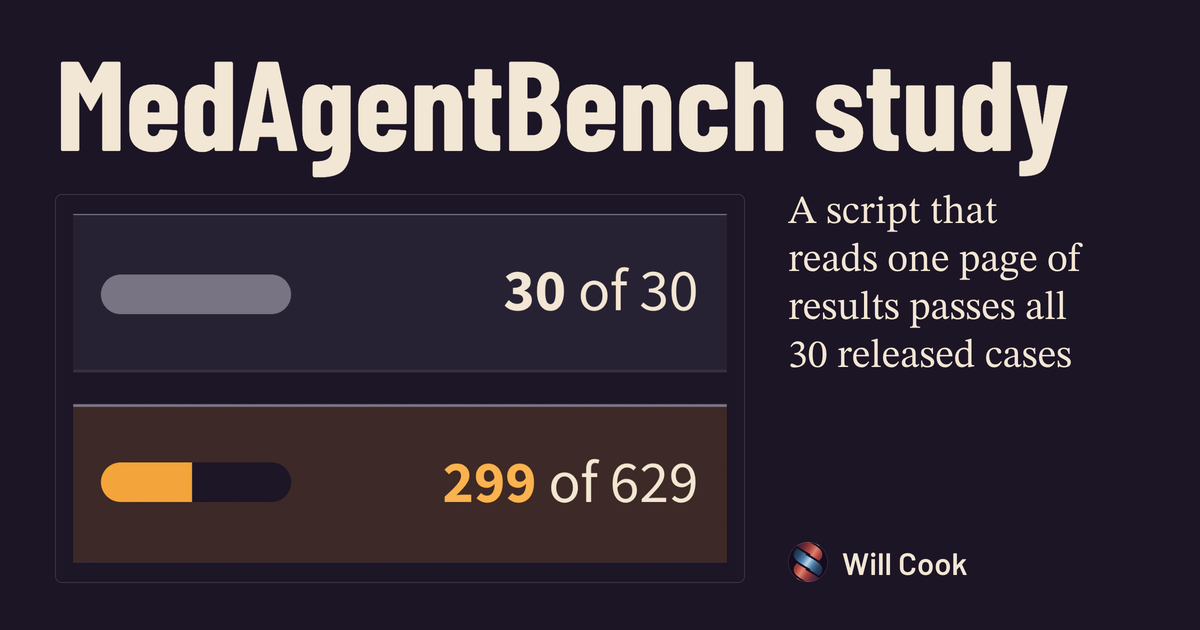 MedAgentBench study
30 of 30
299 of 629
A script that
reads one page of
results passes all
30 released cases
Will Cook